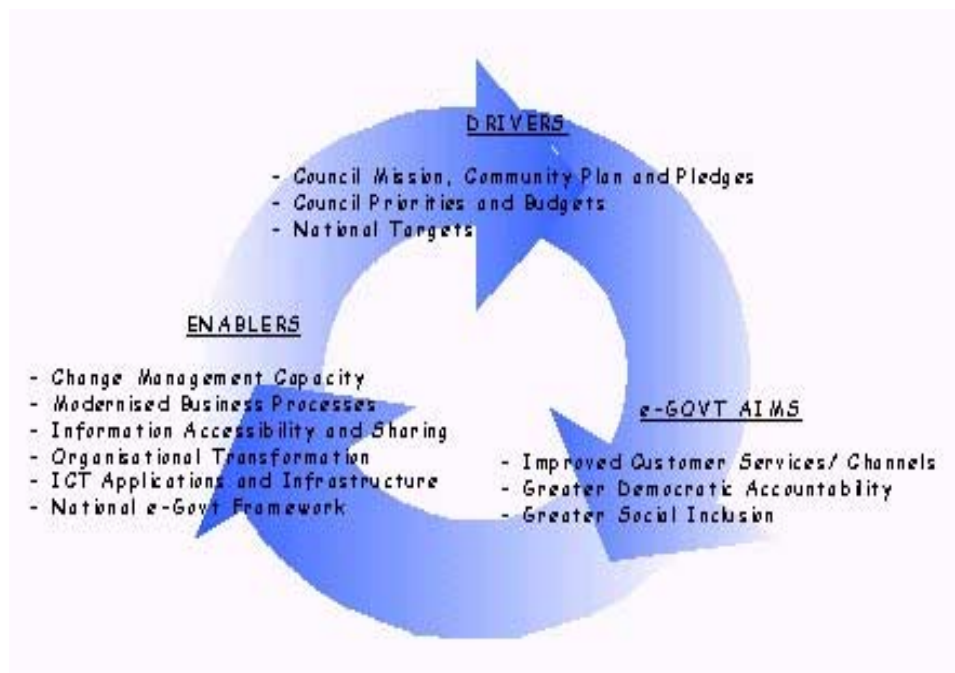 DRIVERS
- Council Mission, Community Plan and Pledges
- Council Priorities and Budgets
- National Targets
ENABLERS
- Change Management Capacity
- Modernised Business Processes
- Information Accessibility and Sharing
- Organisational Transformation
- ICT Applications and Infrastructure
- National e-Govt Framework
e-GOVT AIMS
- Improved Customer Services/ Channels
- Greater Democratic Accountability
- Greater Social Inclusion